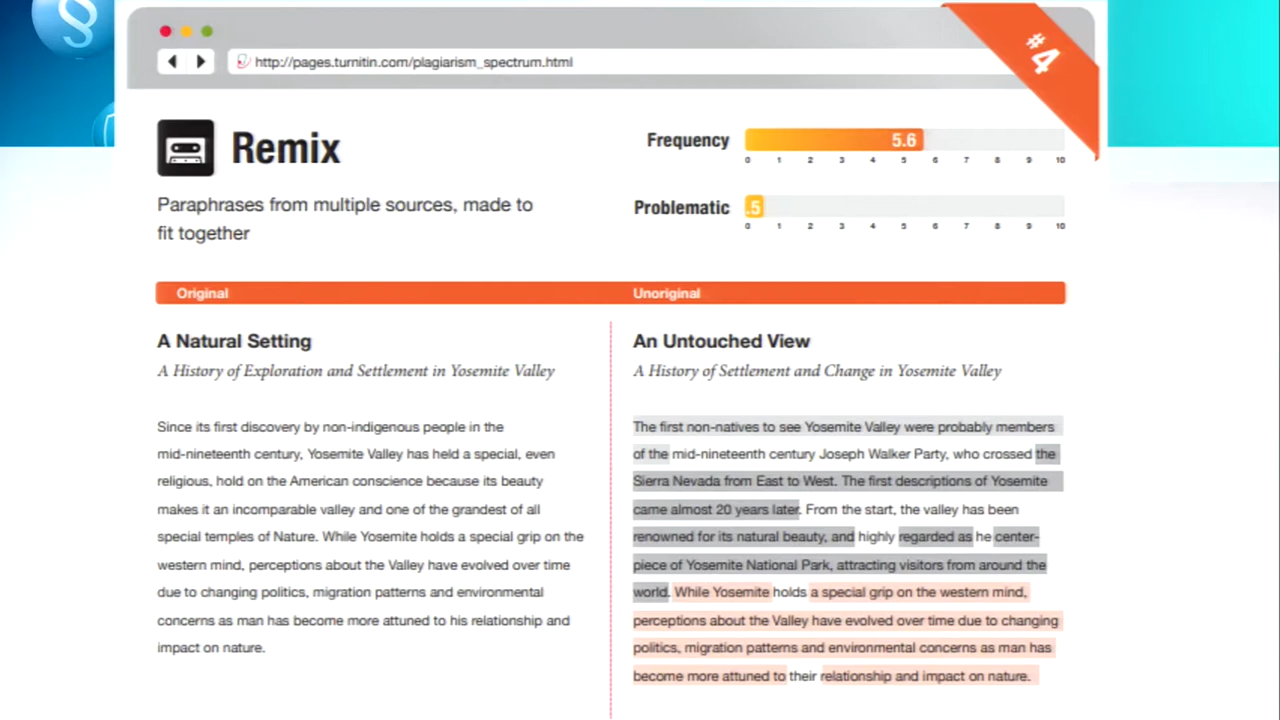 §
#4
http://pages.turnitin.com/plagiarism_spectrum.html
Remix
Paraphrases from multiple sources, made to
fit together
Frequency
5.6
0 1 2 3 4 5 6 7 8 9 10
Problematic
.5
0 1 2 3 4 5 6 7 8 9 10
Original
Unoriginal
A Natural Setting
A History of Exploration and Settlement in Yosemite Valley
Since its first discovery by non-indigenous people in the
mid-nineteenth century, Yosemite Valley has held a special, even
religious, hold on the American conscience because its beauty
makes it an incomparable valley and one of the grandest of all
special temples of Nature. While Yosemite holds a special grip on the
western mind, perceptions about the Valley have evolved over time
due to changing politics, migration patterns and environmental
concerns as man has become more attuned to his relationship and
impact on nature.
An Untouched View
A History of Settlement and Change in Yosemite Valley
The first non-natives to see Yosemite Valley were probably members
of the mid-nineteenth century Joseph Walker Party, who crossed the
Sierra Nevada from East to West. The first descriptions of Yosemite
came almost 20 years later. From the start, the valley has been
renowned for its natural beauty, and highly regarded as he center-
piece of Yosemite National Park, attracting visitors from around the
world. While Yosemite holds a special grip on the western mind,
perceptions about the Valley have evolved over time due to changing
politics, migration patterns and environmental concerns as man has
become more attuned to their relationship and impact on nature.